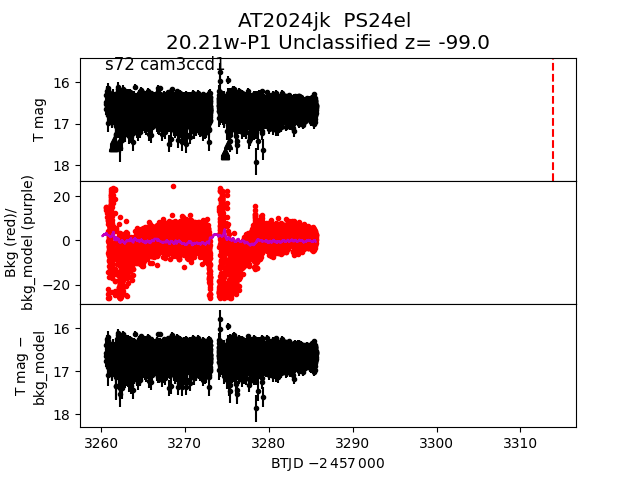 AT2024jk  PS24el
20.21w-P1 Unclassified z= -99.0
s72 cam3ccd1
T mag
16
17
18
Bkg (red)/
bkg_model (purple)
20
0
−20
T mag −
bkg_model
16
17
18
3260 3270 3280 3290 3300 3310
BTJD −2 457 000